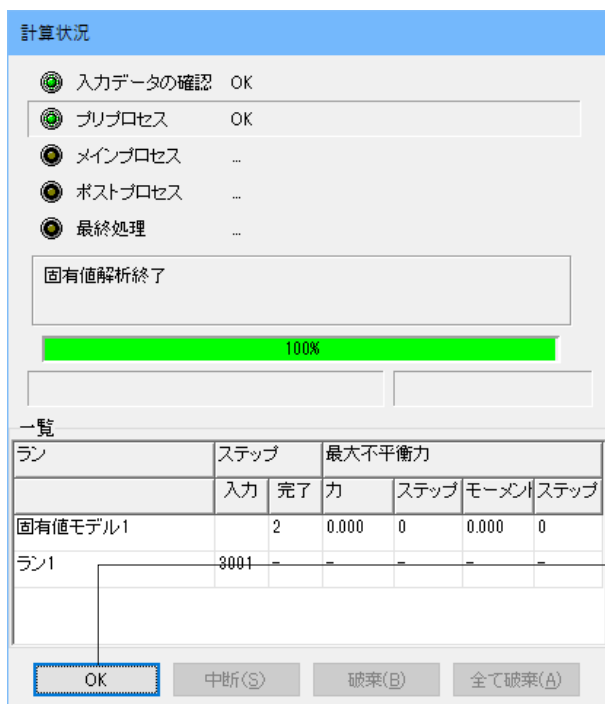 計算状況
入力データの確認 OK
プリプロセス OK
メインプロセス ...
ポストプロセス ...
最終処理 ...
固有値解析終了
100%
一覧
ラン ステップ 最大不平衡力
入力 完了 力 ステップ モーメント ステップ
固有値モデル1 2 0.000 0 0.000 0
ラン1 3001 - - - - -
OK 中断(S) 破棄(B) 全て破棄(A)